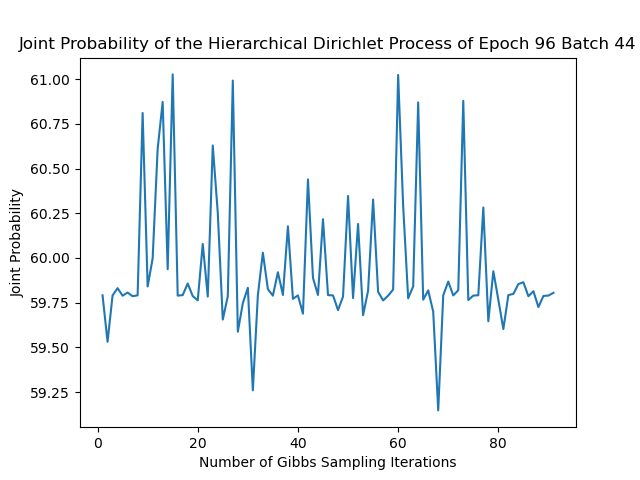 Joint Probability of the Hierarchical Dirichlet Process of Epoch 96 Batch 44
61.00
60.75
60.50
60.25
60.00
59.75
59.50
59.25
Joint Probability
0 20 40 60 80
Number of Gibbs Sampling Iterations